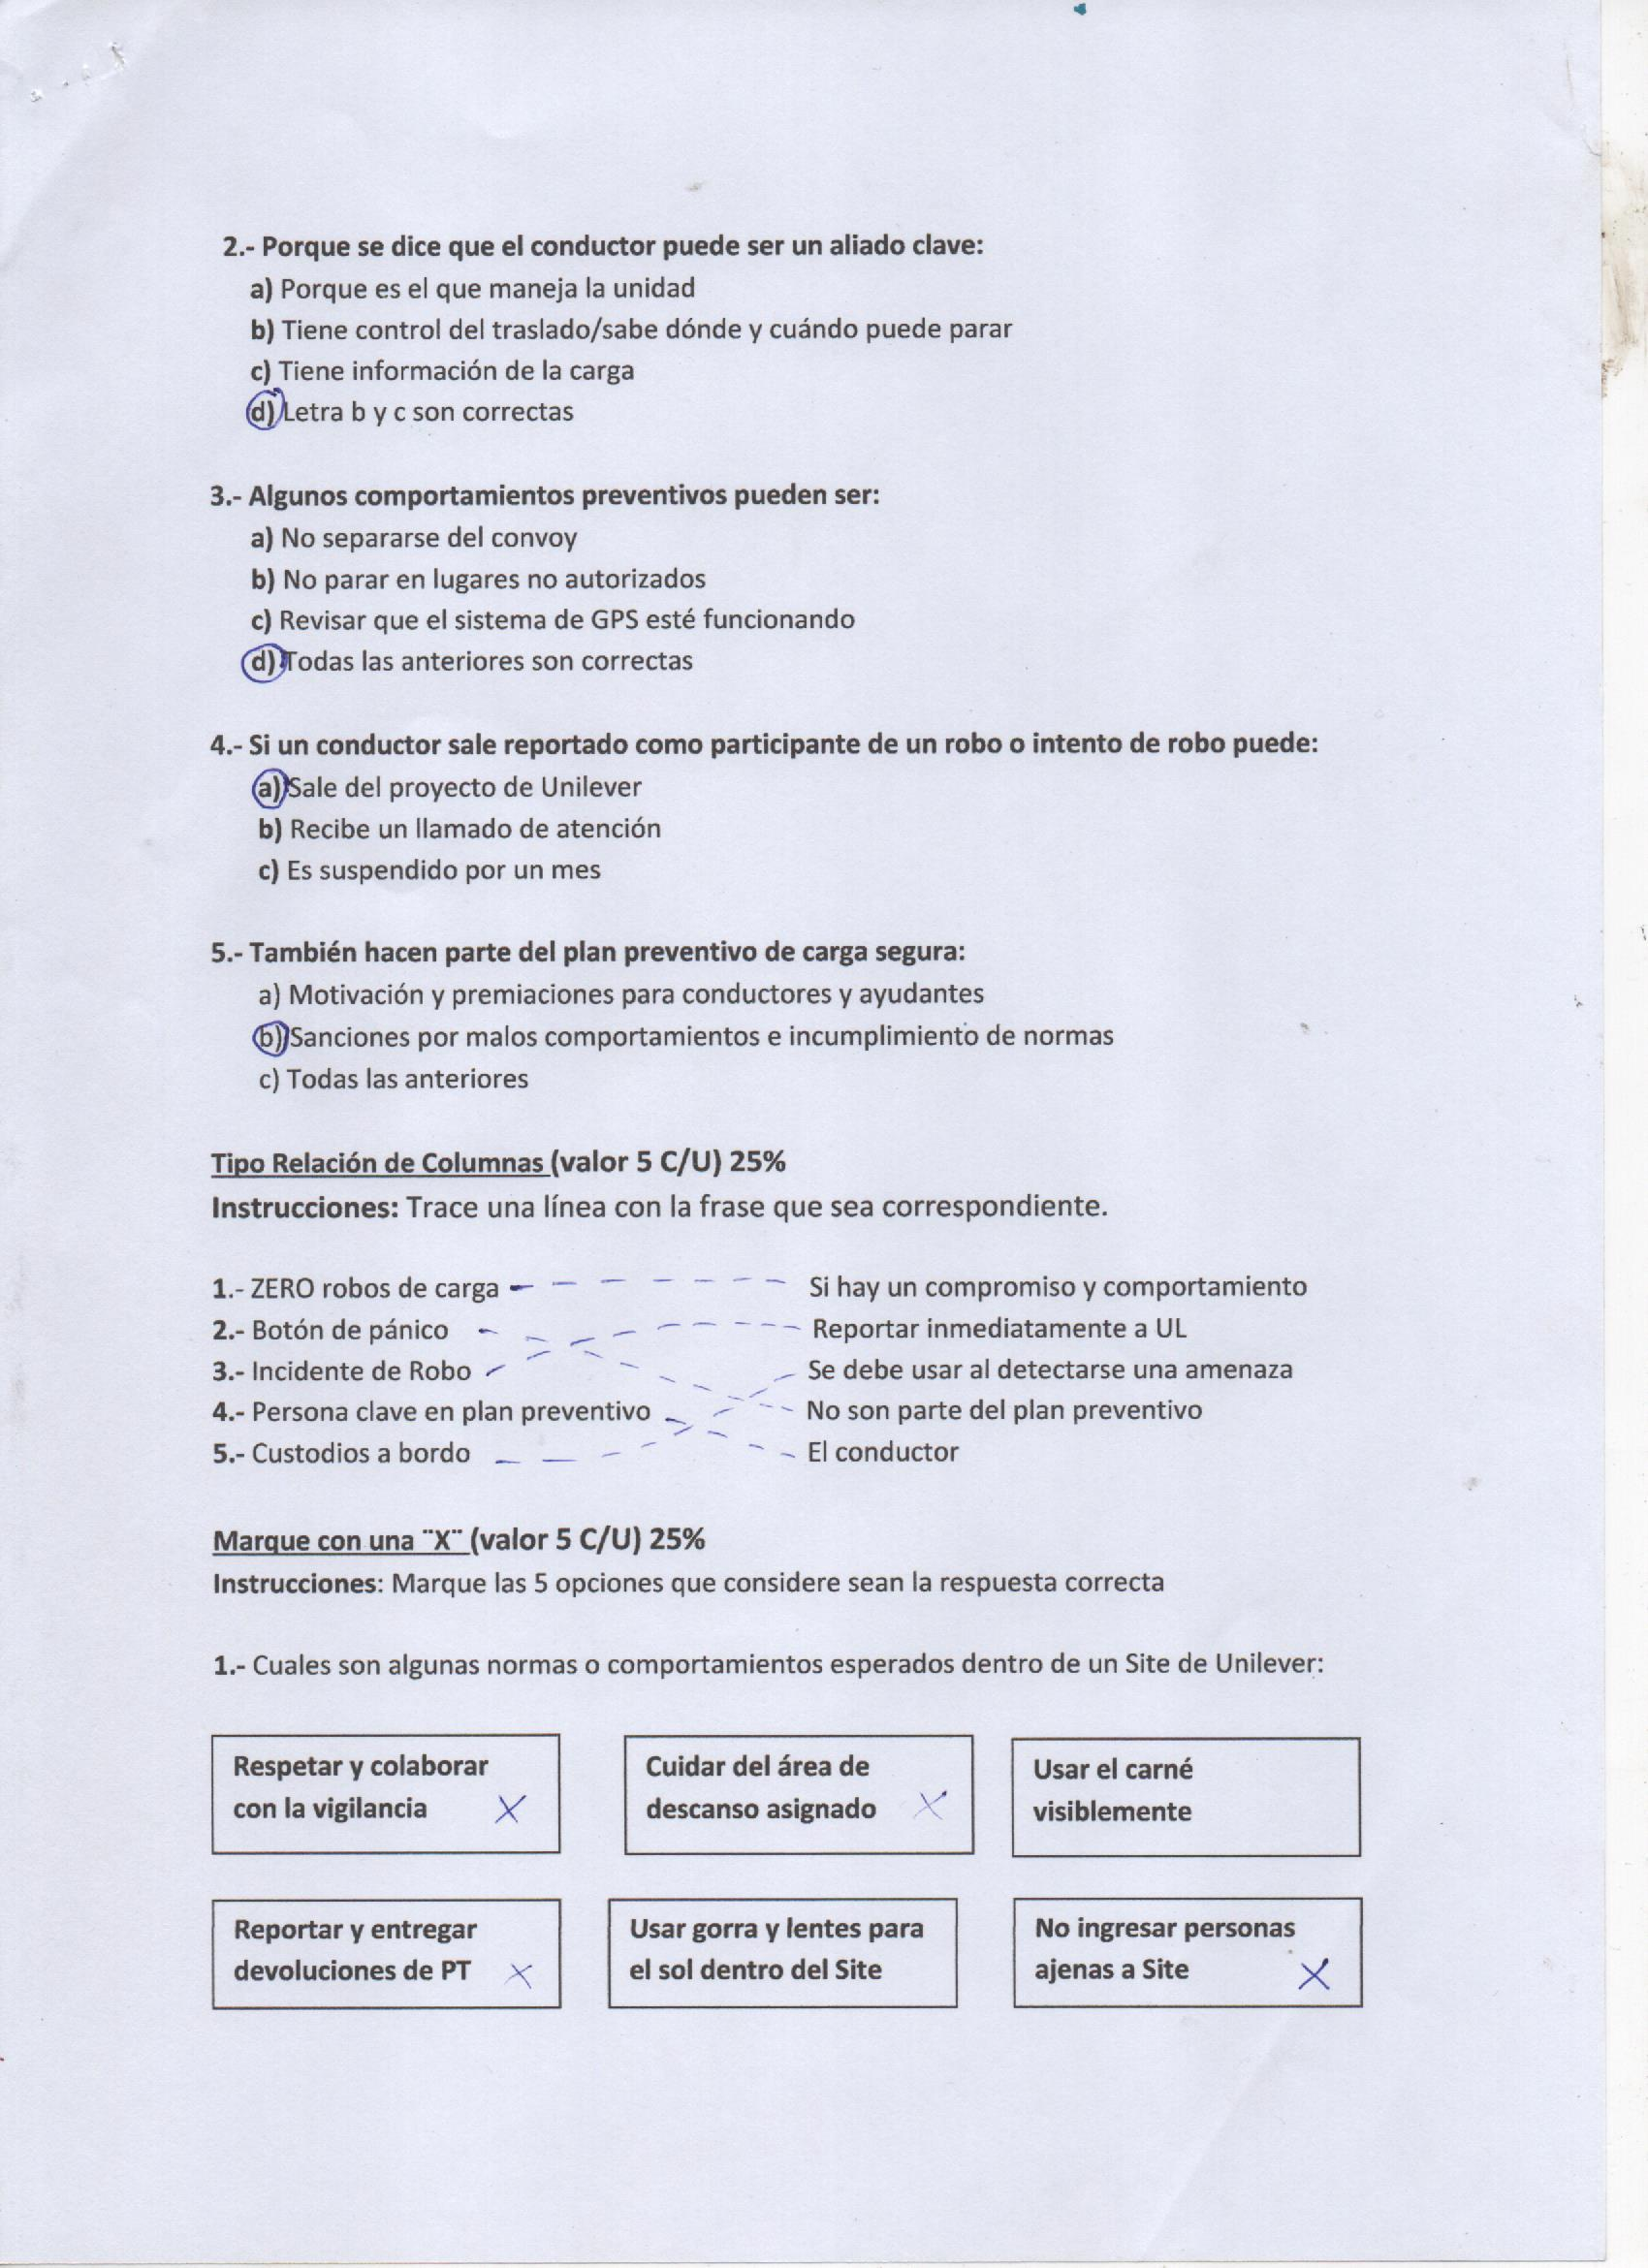 2.- Porque se dice que el conductor puede ser un aliado clave:
a) Porque es el que maneja la unidad
b) Tiene control del traslado/sabe dónde y cuándo puede parar
c) Tiene información de la carga
d) Letra b y c son correctas
3.- Algunos comportamientos preventivos pueden ser:
a) No separarse del convoy
b) No parar en lugares no autorizados
c) Revisar que el sistema de GPS esté funcionando
d) Todas las anteriores son correctas
4.- Si un conductor sale reportado como participante de un robo o intento de robo puede:
a) Sale del proyecto de Unilever
b) Recibe un llamado de atención
c) Es suspendido por un mes
5.- También hacen parte del plan preventivo de carga segura:
a) Motivación y premiaciones para conductores y ayudantes
b) Sanciones por malos comportamientos e incumplimiento de normas
c) Todas las anteriores
Tipo Relación de Columnas (valor 5 C/U) 25%
Instrucciones: Trace una línea con la frase que sea correspondiente.
1.- ZERO robos de carga Si hay un compromiso y comportamiento
2.- Botón de pánico Reportar inmediatamente a UL
3.- Incidente de Robo Se debe usar al detectarse una amenaza
4.- Persona clave en plan preventivo No son parte del plan preventivo
5.- Custodios a bordo El conductor
Marque con una ¨X¨ (valor 5 C/U) 25%
Instrucciones: Marque las 5 opciones que considere sean la respuesta correcta
1.- Cuales son algunas normas o comportamientos esperados dentro de un Site de Unilever:
Respetar y colaborar
con la vigilancia X
Cuidar del área de
descanso asignado X
Usar el carné
visiblemente
Reportar y entregar
devoluciones de PT X
Usar gorra y lentes para
el sol dentro del Site
No ingresar personas
ajenas a Site X